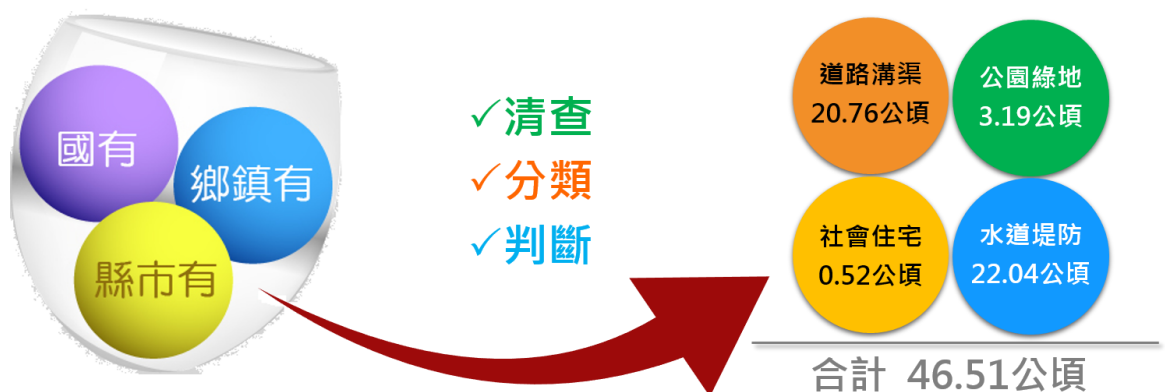 國有
鄉鎮有
縣市有
✓清查
✓分類
✓判斷
道路溝渠
20.76公頃
公園綠地
3.19公頃
社會住宅
0.52公頃
水道堤防
22.04公頃
合計 46.51公頃